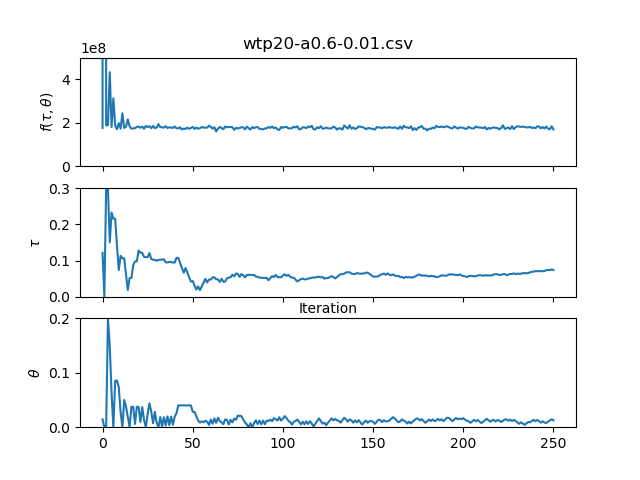 wtp20-a0.6-0.01.csv
1e8
4
2
0
f(τ, θ)
0.3
0.2
0.1
0.0
τ
Iteration
0.2
0.1
0.0
θ
0 50 100 150 200 250